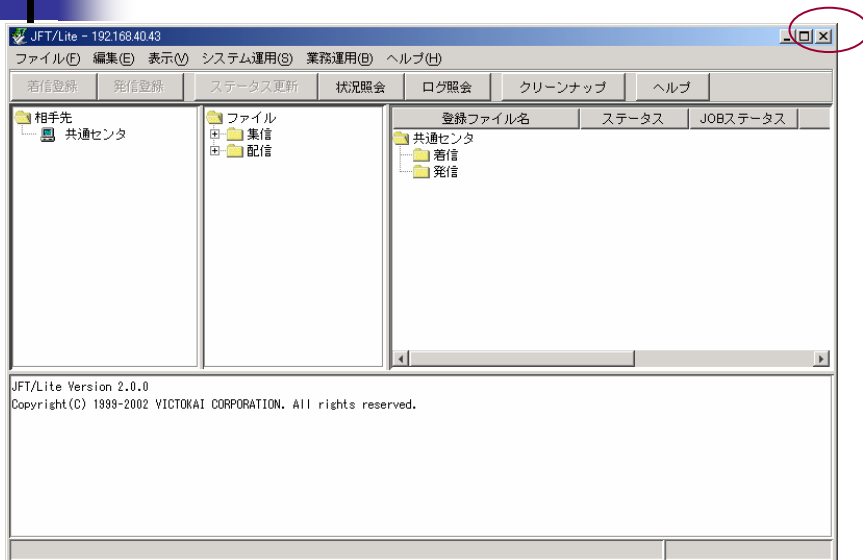 JFT/Lite - 192.168.40.43
ファイル(F) 編集(E) 表示(V) システム運用(S) 業務運用(B) ヘルプ(H)
着信登録 発信登録 ステータス更新 状況照会 ログ照会 クリーンナップ ヘルプ
相手先
共通センタ
ファイル
集信
配信
登録ファイル名 ステータス JOBステータス
共通センタ
着信
発信
JFT/Lite Version 2.0.0
Copyright(C) 1999-2002 VICTOKAI CORPORATION. All rights reserved.